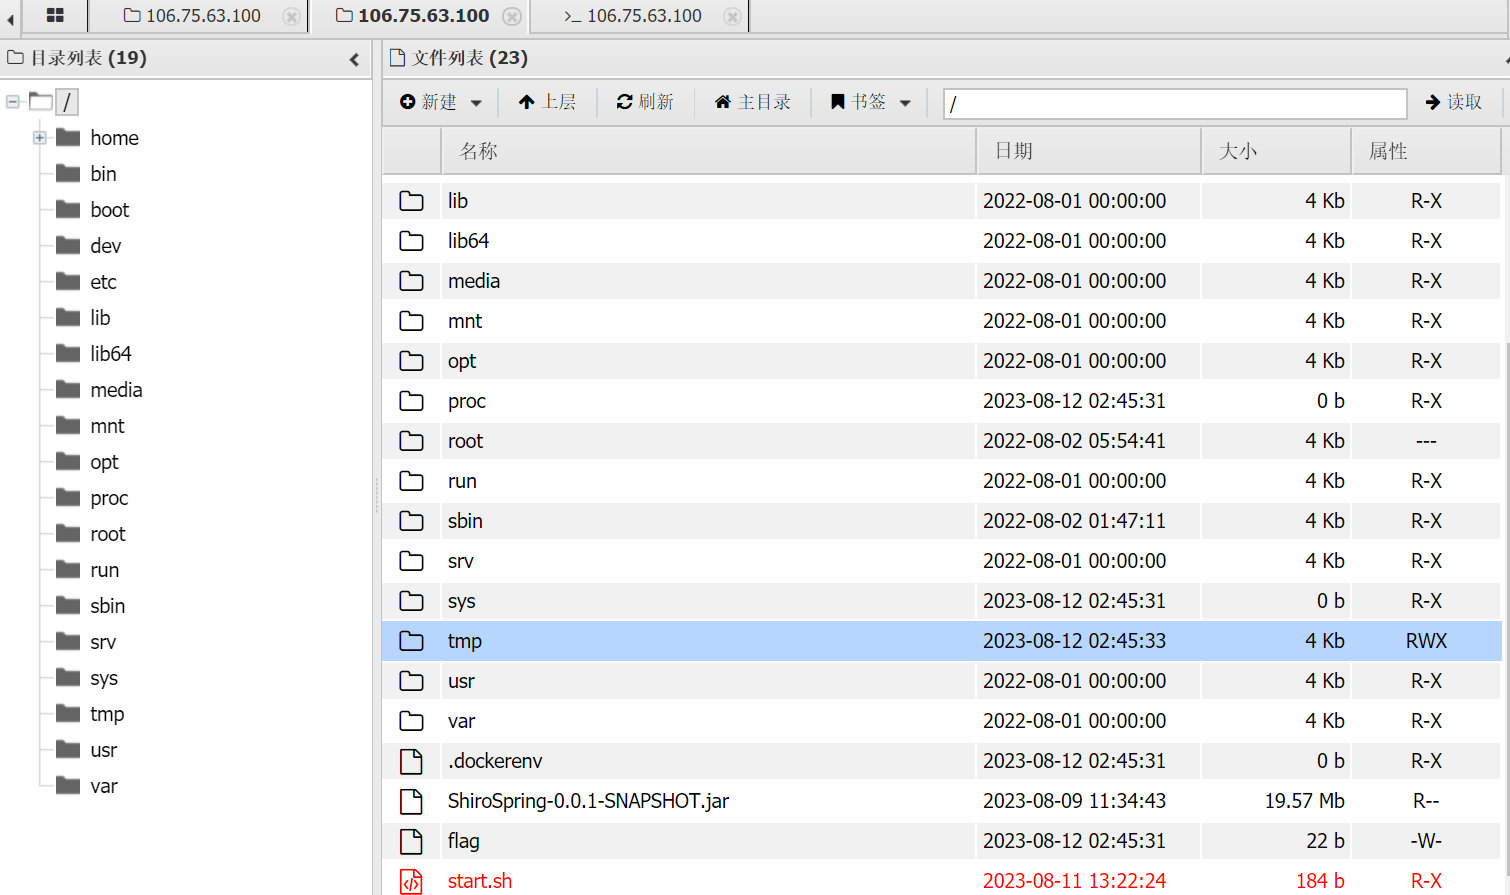 106.75.63.100
106.75.63.100
>_ 106.75.63.100
目录列表 (19)
文件列表 (23)
新建
上层
刷新
主目录
书签
/
读取
/
home
bin
boot
dev
etc
lib
lib64
media
mnt
opt
proc
root
run
sbin
srv
sys
tmp
usr
var
名称 日期 大小 属性
lib 2022-08-01 00:00:00 4 Kb R-X
lib64 2022-08-01 00:00:00 4 Kb R-X
media 2022-08-01 00:00:00 4 Kb R-X
mnt 2022-08-01 00:00:00 4 Kb R-X
opt 2022-08-01 00:00:00 4 Kb R-X
proc 2023-08-12 02:45:31 0 b R-X
root 2022-08-02 05:54:41 4 Kb ---
run 2022-08-01 00:00:00 4 Kb R-X
sbin 2022-08-02 01:47:11 4 Kb R-X
srv 2022-08-01 00:00:00 4 Kb R-X
sys 2023-08-12 02:45:31 0 b R-X
tmp 2023-08-12 02:45:33 4 Kb RWX
usr 2022-08-01 00:00:00 4 Kb R-X
var 2022-08-01 00:00:00 4 Kb R-X
.dockerenv 2023-08-12 02:45:31 0 b R-X
ShiroSpring-0.0.1-SNAPSHOT.jar 2023-08-09 11:34:43 19.57 Mb R--
flag 2023-08-12 02:45:31 22 b -W-
start.sh 2023-08-11 13:22:24 184 b R-X